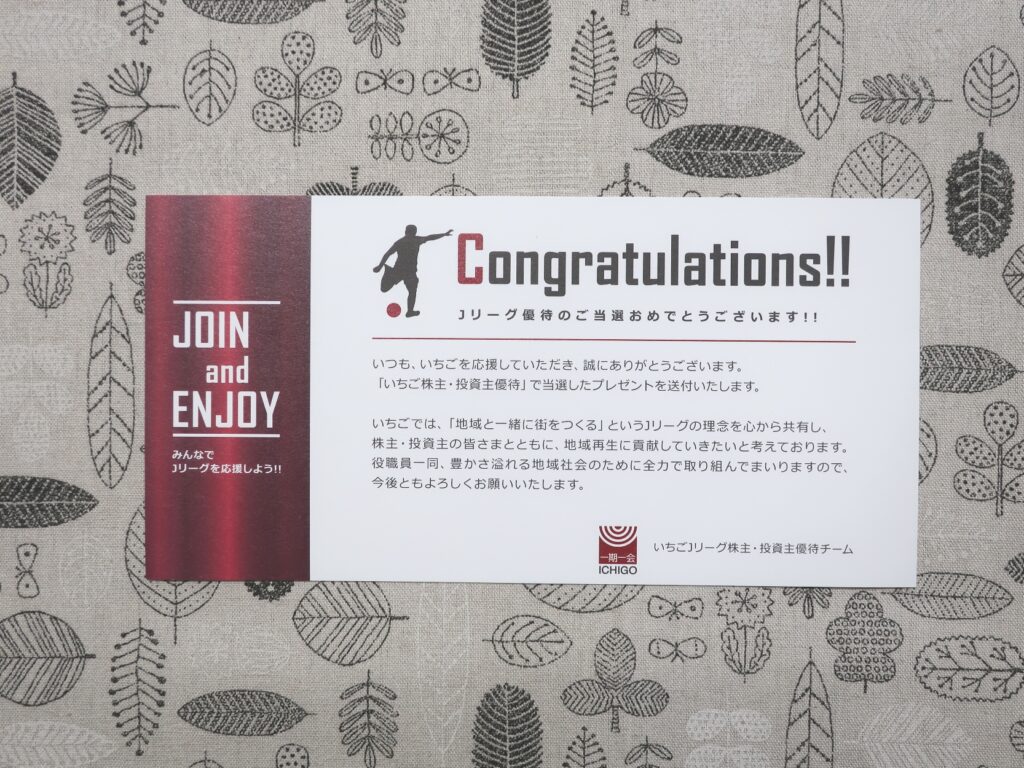 JOIN
and
ENJOY
みんなで
Jリーグを応援しよう!!
Congratulations!!
Jリーグ優待のご当選おめでとうございます!!
いつも、いちごを応援していただき、誠にありがとうございます。
「いちご株主・投資主優待」で当選したプレゼントを送付いたします。
いちごでは、「地域と一緒に街をつくる」というJリーグの理念を心から共有し、
株主・投資主の皆さまとともに、地域再生に貢献していきたいと考えております。
役職員一同、豊かさ溢れる地域社会のために全力で取り組んでまいりますので、
今後ともよろしくお願いいたします。
一期一会
ICHIGO
いちごJリーグ株主・投資主優待チーム